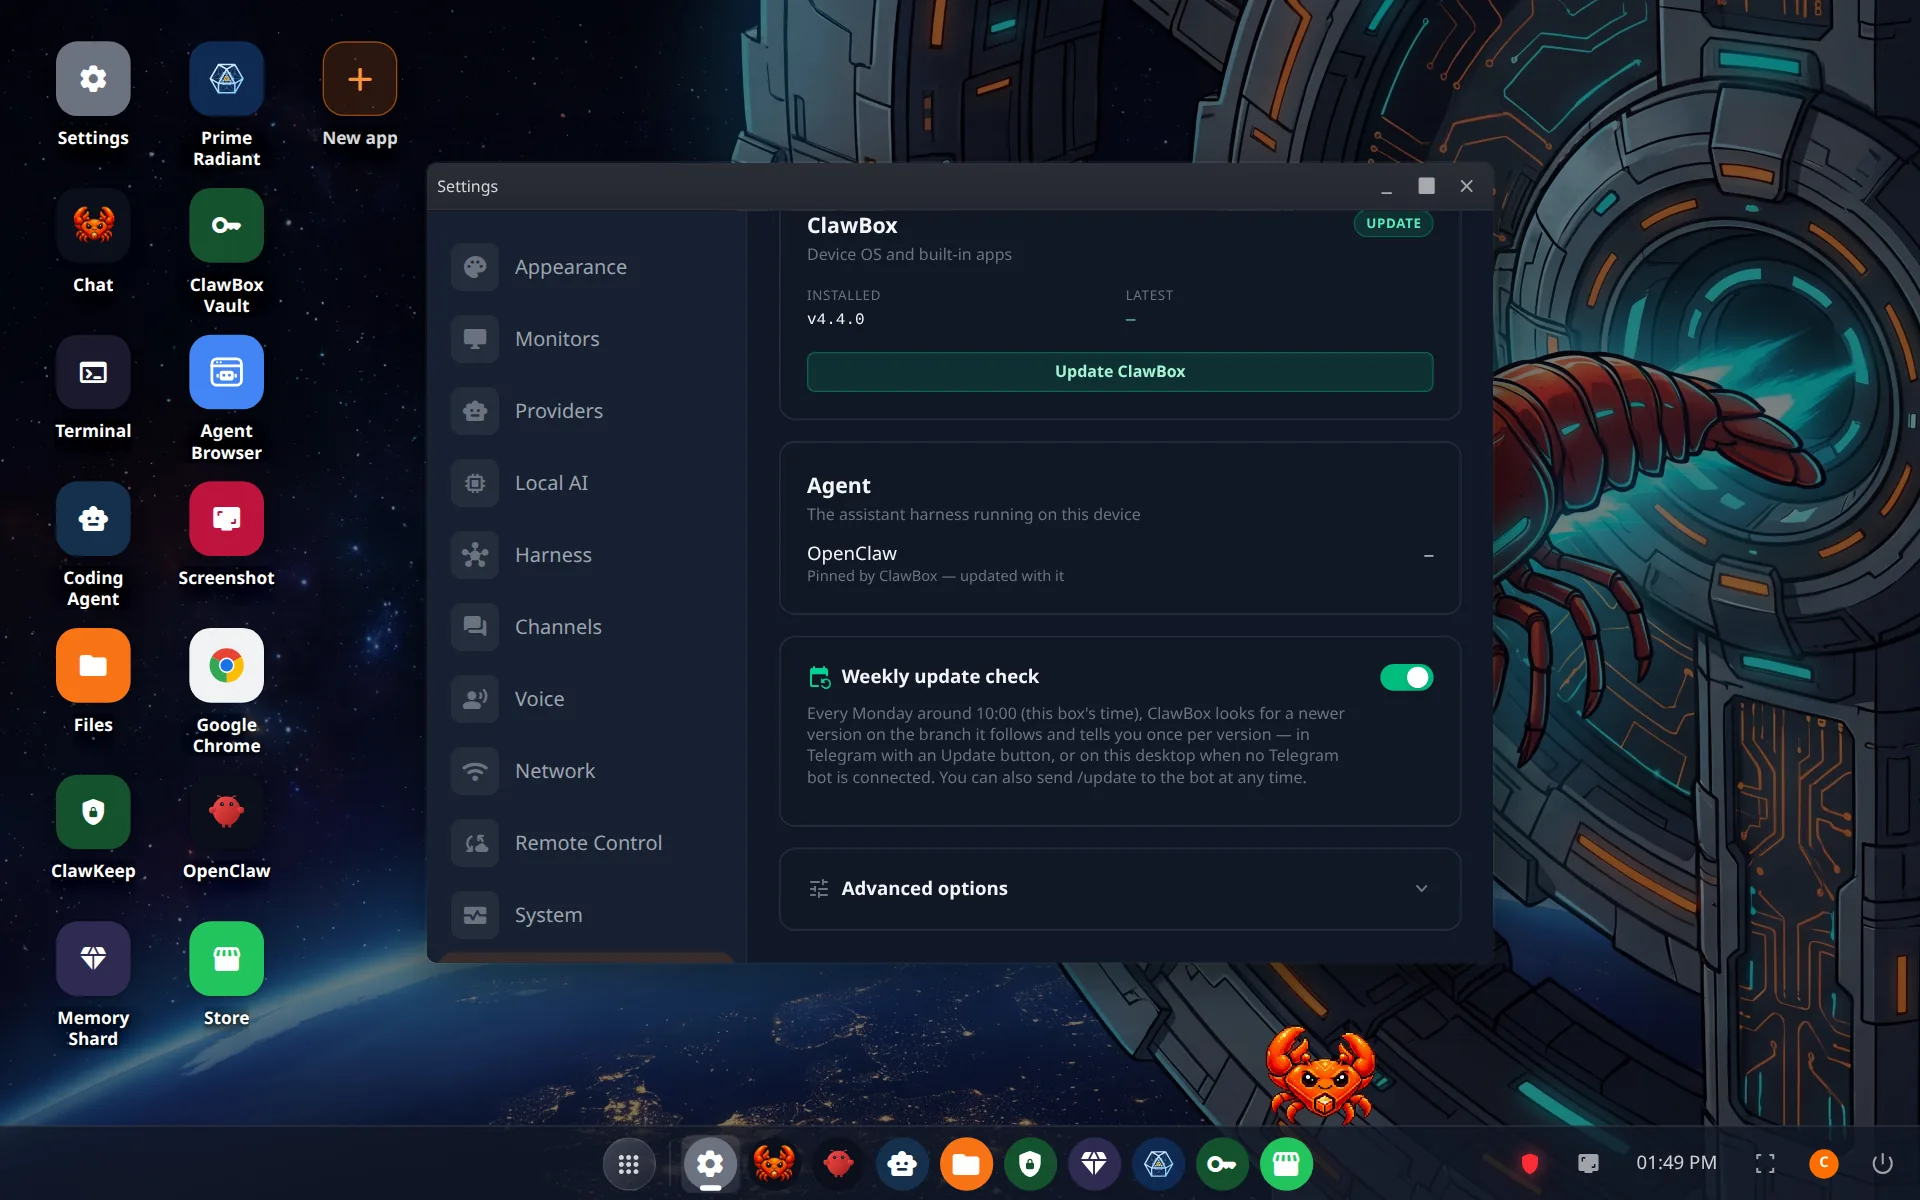 Settings
Prime
Radiant
New app
Chat
ClawBox
Vault
Terminal
Agent
Browser
Coding
Agent
Screenshot
Files
Google
Chrome
ClawKeep
OpenClaw
Memory
Shard
Store
Settings
Appearance
Monitors
Providers
Local AI
Harness
Channels
Voice
Network
Remote Control
System
ClawBox
UPDATE
Device OS and built-in apps
INSTALLED
LATEST
v4.4.0
–
Update ClawBox
Agent
The assistant harness running on this device
OpenClaw
–
Pinned by ClawBox — updated with it
Weekly update check
Every Monday around 10:00 (this box's time), ClawBox looks for a newer
version on the branch it follows and tells you once per version — in
Telegram with an Update button, or on this desktop when no Telegram
bot is connected. You can also send /update to the bot at any time.
Advanced options
01:49 PM
C